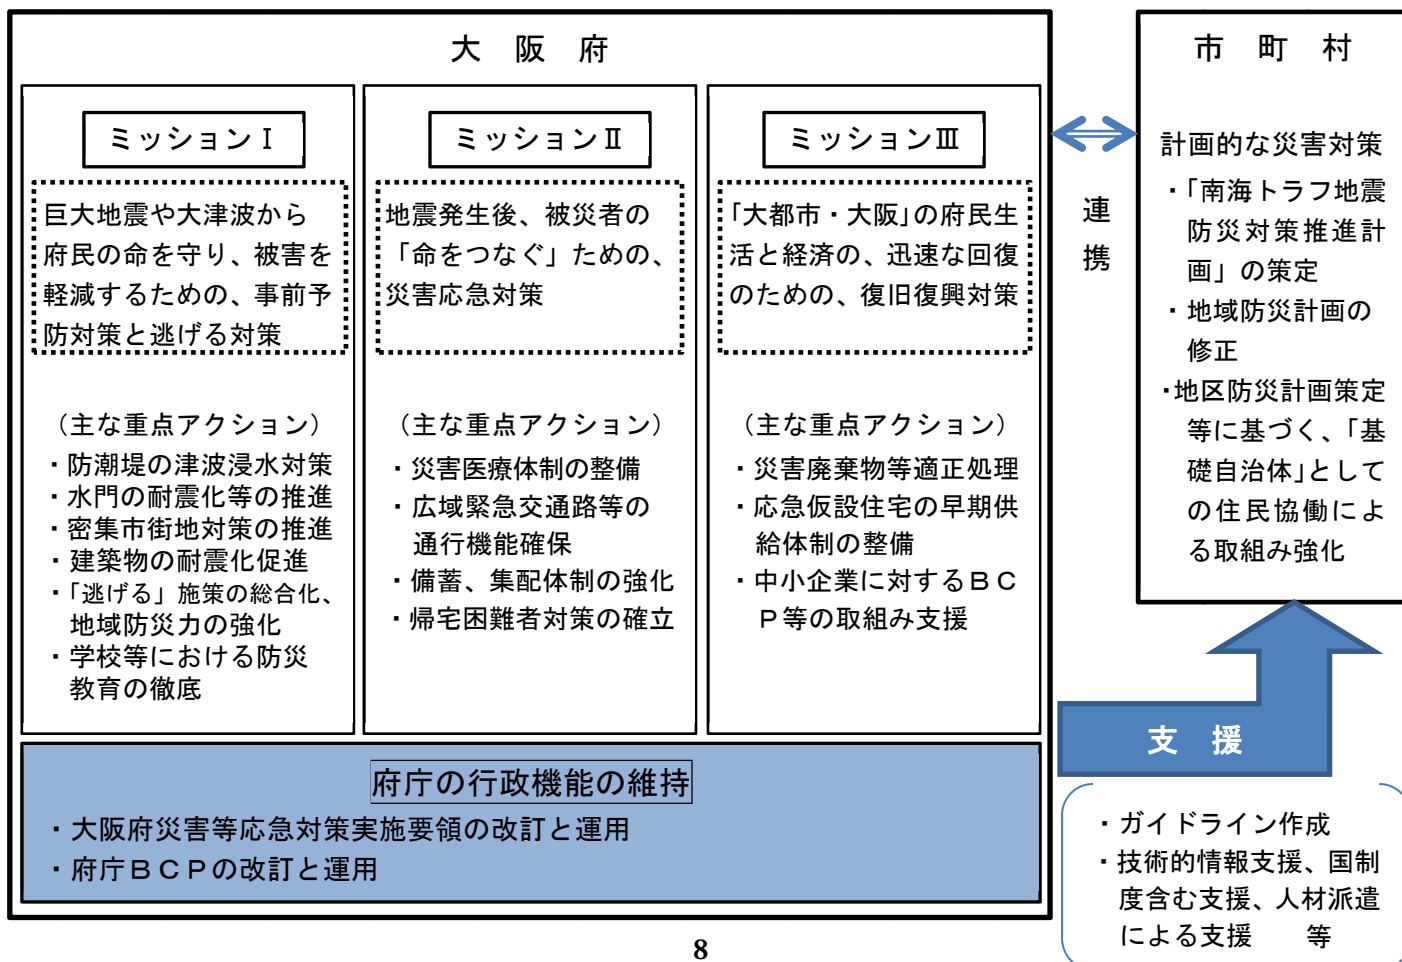 大　阪　府
ミッションⅠ
巨大地震や大津波から
府民の命を守り、被害を
軽減するための、事前予
防対策と逃げる対策
（主な重点アクション）
・防潮堤の津波浸水対策
・水門の耐震化等の推進
・密集市街地対策の推進
・建築物の耐震化促進
・「逃げる」施策の総合化、
地域防災力の強化
・学校等における防災
教育の徹底
ミッションⅡ
地震発生後、被災者の
「命をつなぐ」ための、
災害応急対策
（主な重点アクション）
・災害医療体制の整備
・広域緊急交通路等の
通行機能確保
・備蓄、集配体制の強化
・帰宅困難者対策の確立
ミッションⅢ
「大都市・大阪」の府民生
活と経済の、迅速な回復
のための、復旧復興対策
（主な重点アクション）
・災害廃棄物等適正処理
・応急仮設住宅の早期供
給体制の整備
・中小企業に対するＢＣ
Ｐ等の取組み支援
府庁の行政機能の維持
・大阪府災害等応急対策実施要領の改訂と運用
・府庁ＢＣＰの改訂と運用
連
携
市　町　村
計画的な災害対策
・「南海トラフ地震
防災対策推進計
画」の策定
・地域防災計画の
修正
・地区防災計画策定
等に基づく、「基
礎自治体」として
の住民協働によ
る取組み強化
支　援
・ガイドライン作成
・技術的情報支援、国制
度含む支援、人材派遣
による支援　　等
8